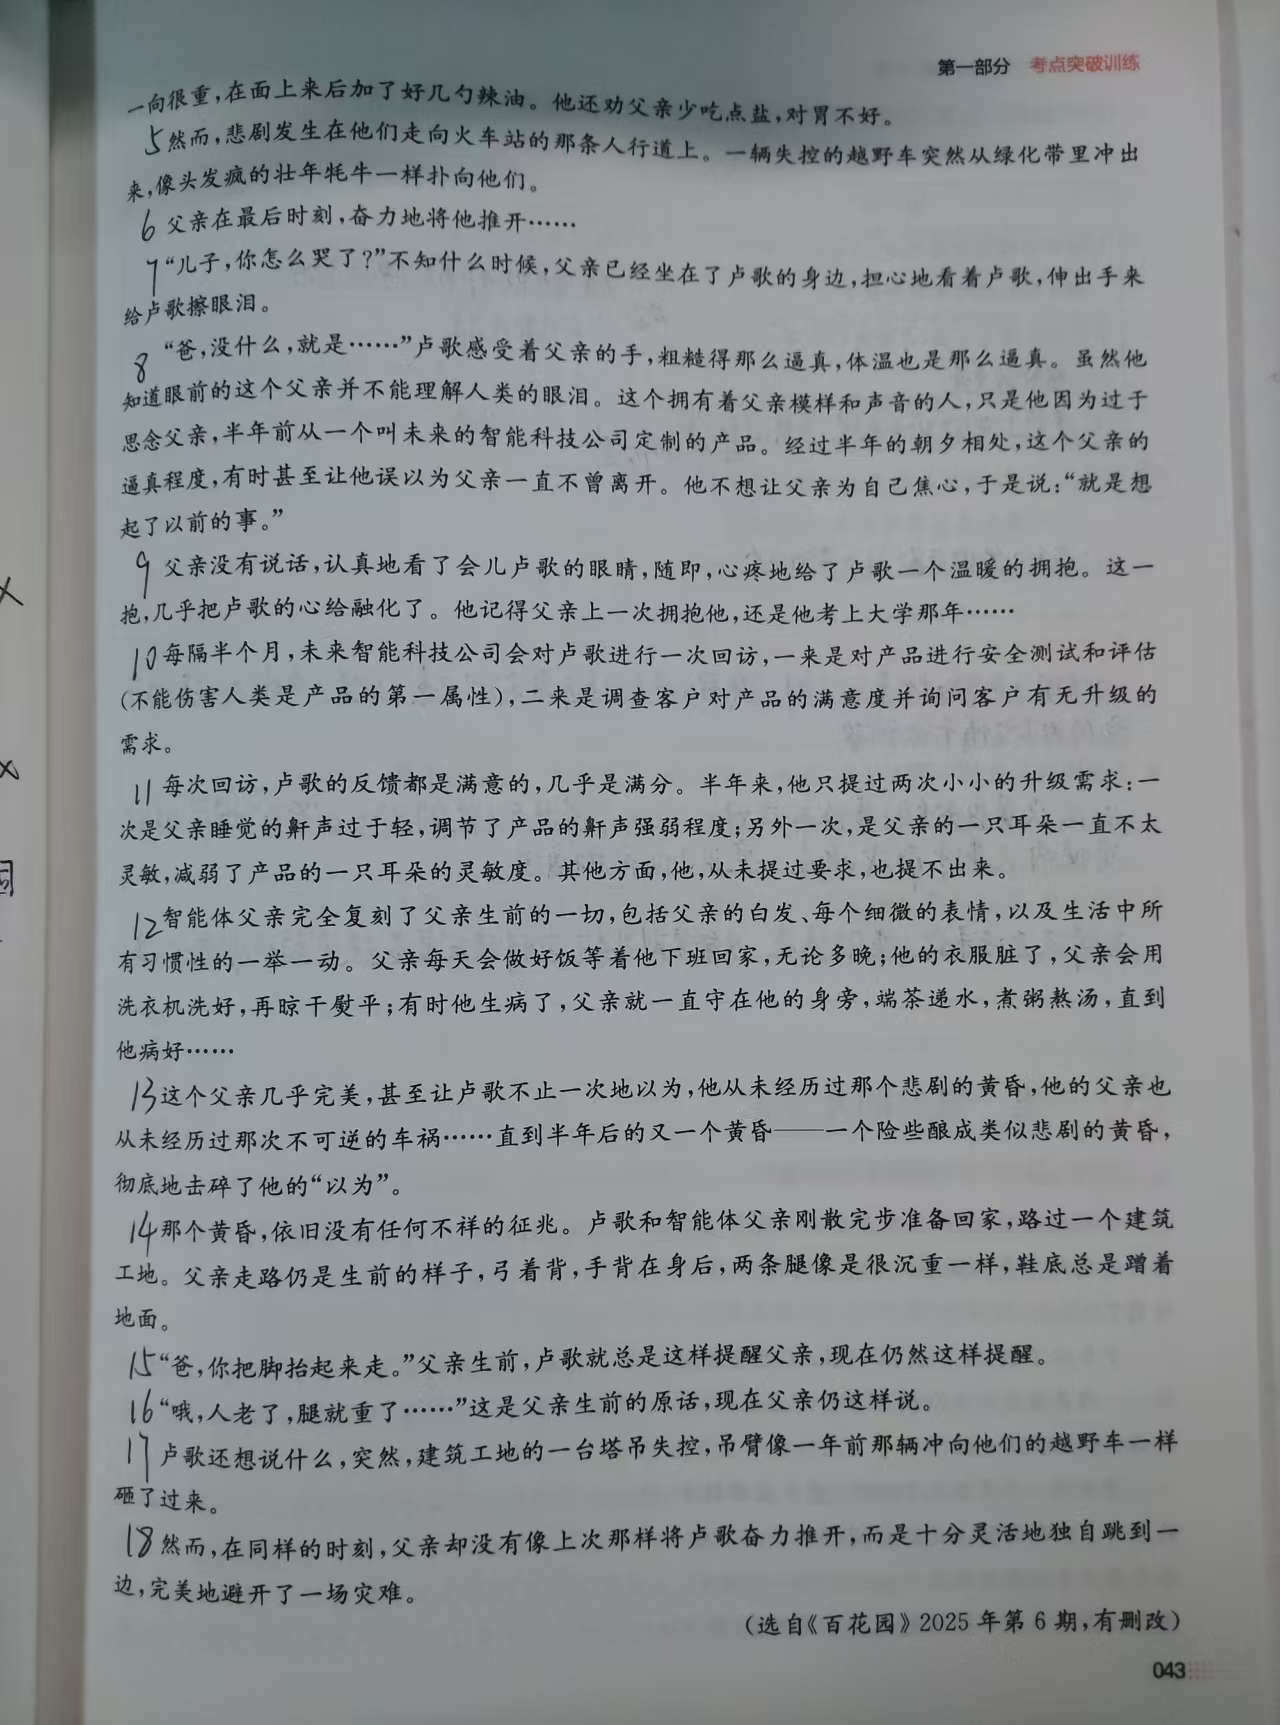 第一部分 考点突破训练
一向很重,在面上来后加了好几勺辣油。他还劝父亲少吃点盐,对胃不好。
5然而,悲剧发生在他们走向火车站的那条人行道上。一辆失控的越野车突然从绿化带里冲出
来,像头发疯的壮年牦牛一样扑向他们。
6 父亲在最后时刻,奋力地将他推开……
7“儿子,你怎么哭了?”不知什么时候,父亲已经坐在了卢歌的身边,担心地看着卢歌,伸出手来
给卢歌擦眼泪。
8 “爸,没什么,就是……”卢歌感受着父亲的手,粗糙得那么逼真,体温也是那么逼真。虽然他
知道眼前的这个父亲并不能理解人类的眼泪。这个拥有着父亲模样和声音的人,只是他因为过于
思念父亲,半年前从一个叫未来的智能科技公司定制的产品。经过半年的朝夕相处,这个父亲的
逼真程度,有时甚至让他误以为父亲一直不曾离开。他不想让父亲为自己焦心,于是说:“就是想
起了以前的事。”
9 父亲没有说话,认真地看了会儿卢歌的眼睛,随即,心疼地给了卢歌一个温暖的拥抱。这一
抱,几乎把卢歌的心给融化了。他记得父亲上一次拥抱他,还是他考上大学那年……
10每隔半个月,未来智能科技公司会对卢歌进行一次回访,一来是对产品进行安全测试和评估
(不能伤害人类是产品的第一属性),二来是调查客户对产品的满意度并询问客户有无升级的
需求。
11 每次回访,卢歌的反馈都是满意的,几乎是满分。半年来,他只提过两次小小的升级需求:一
次是父亲睡觉的鼾声过于轻,调节了产品的鼾声强弱程度;另外一次,是父亲的一只耳朵一直不太
灵敏,减弱了产品的一只耳朵的灵敏度。其他方面,他,从未提过要求,也提不出来。
12智能体父亲完全复刻了父亲生前的一切,包括父亲的白发、每个细微的表情,以及生活中所
有习惯性的一举一动。父亲每天会做好饭等着他下班回家,无论多晚;他的衣服脏了,父亲会用
洗衣机洗好,再晾干熨平;有时他生病了,父亲就一直守在他的身旁,端茶递水,煮粥熬汤,直到
他病好……
13这个父亲几乎完美,甚至让卢歌不止一次地以为,他从未经历过那个悲剧的黄昏,他的父亲也
从未经历过那次不可逆的车祸……直到半年后的又一个黄昏——一个险些酿成类似悲剧的黄昏,
彻底地击碎了他的“以为”。
14那个黄昏,依旧没有任何不祥的征兆。卢歌和智能体父亲刚散完步准备回家,路过一个建筑
工地。父亲走路仍是生前的样子,弓着背,手背在身后,两条腿像是很沉重一样,鞋底总是蹭着
地面。
15“爸,你把脚抬起来走。”父亲生前,卢歌就总是这样提醒父亲,现在仍然这样提醒。
16“哦,人老了,腿就重了……”这是父亲生前的原话,现在父亲仍这样说。
17 卢歌还想说什么,突然,建筑工地的一台塔吊失控,吊臂像一年前那辆冲向他们的越野车一样
砸了过来。
18然而,在同样的时刻,父亲却没有像上次那样将卢歌奋力推开,而是十分灵活地独自跳到一
边,完美地避开了一场灾难。
(选自《百花园》2025年第6期,有删改)
043